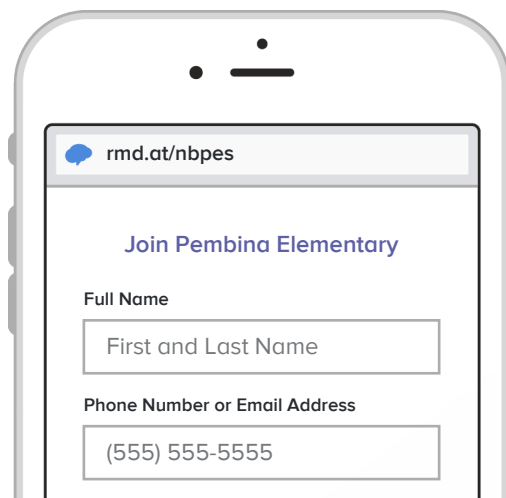 rmd.at/nbpes
Join Pembina Elementary
Full Name
First and Last Name
Phone Number or Email Address
(555) 555-5555